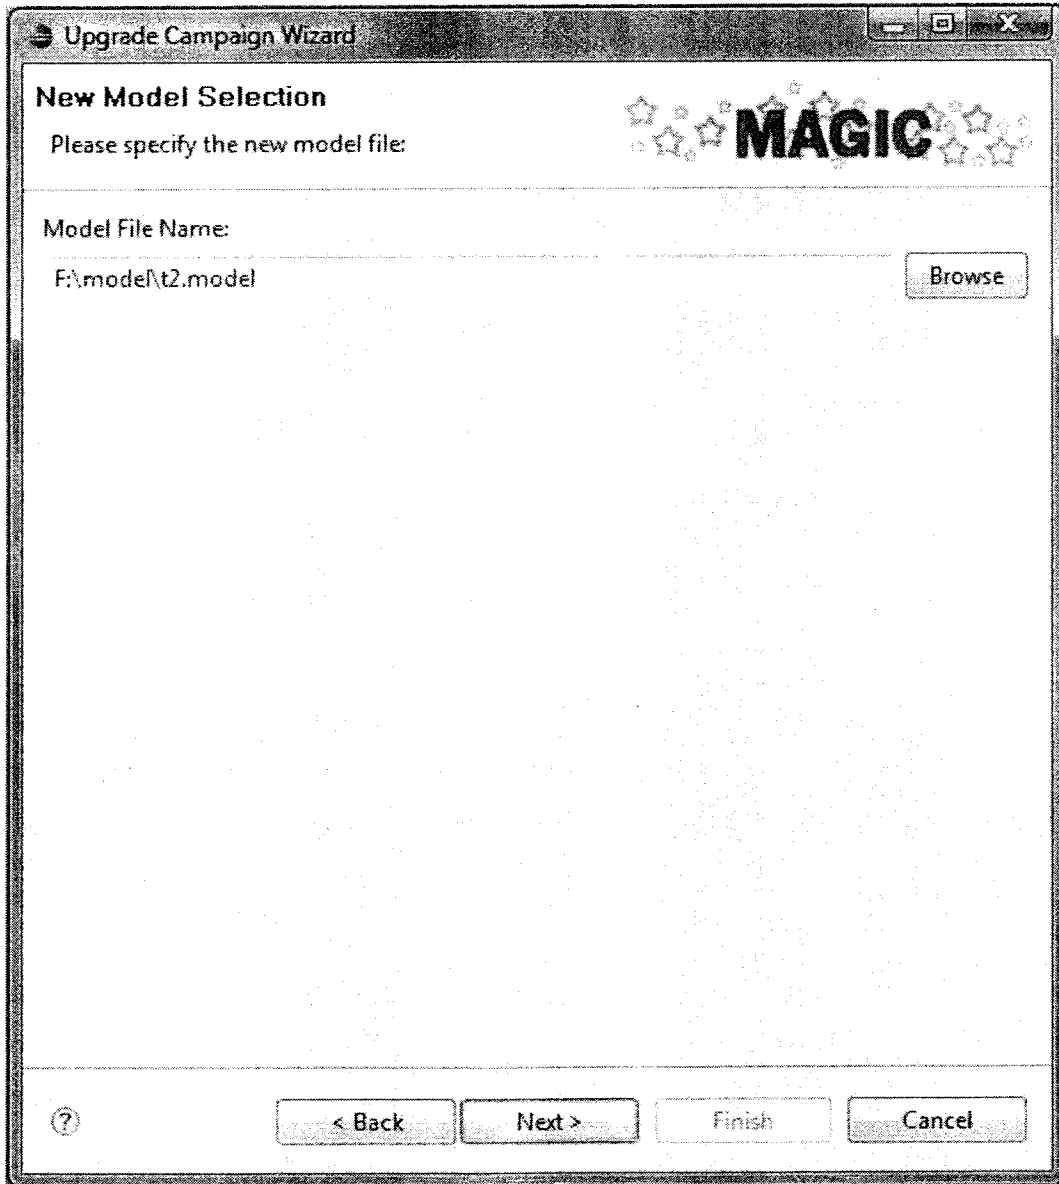 Upgrade Campaign Wizard
New Model Selection
Please specify the new model file:
MAGIC
Model File Name:
F:\model\t2.model
Browse
?
< Back
Next >
Finish
Cancel